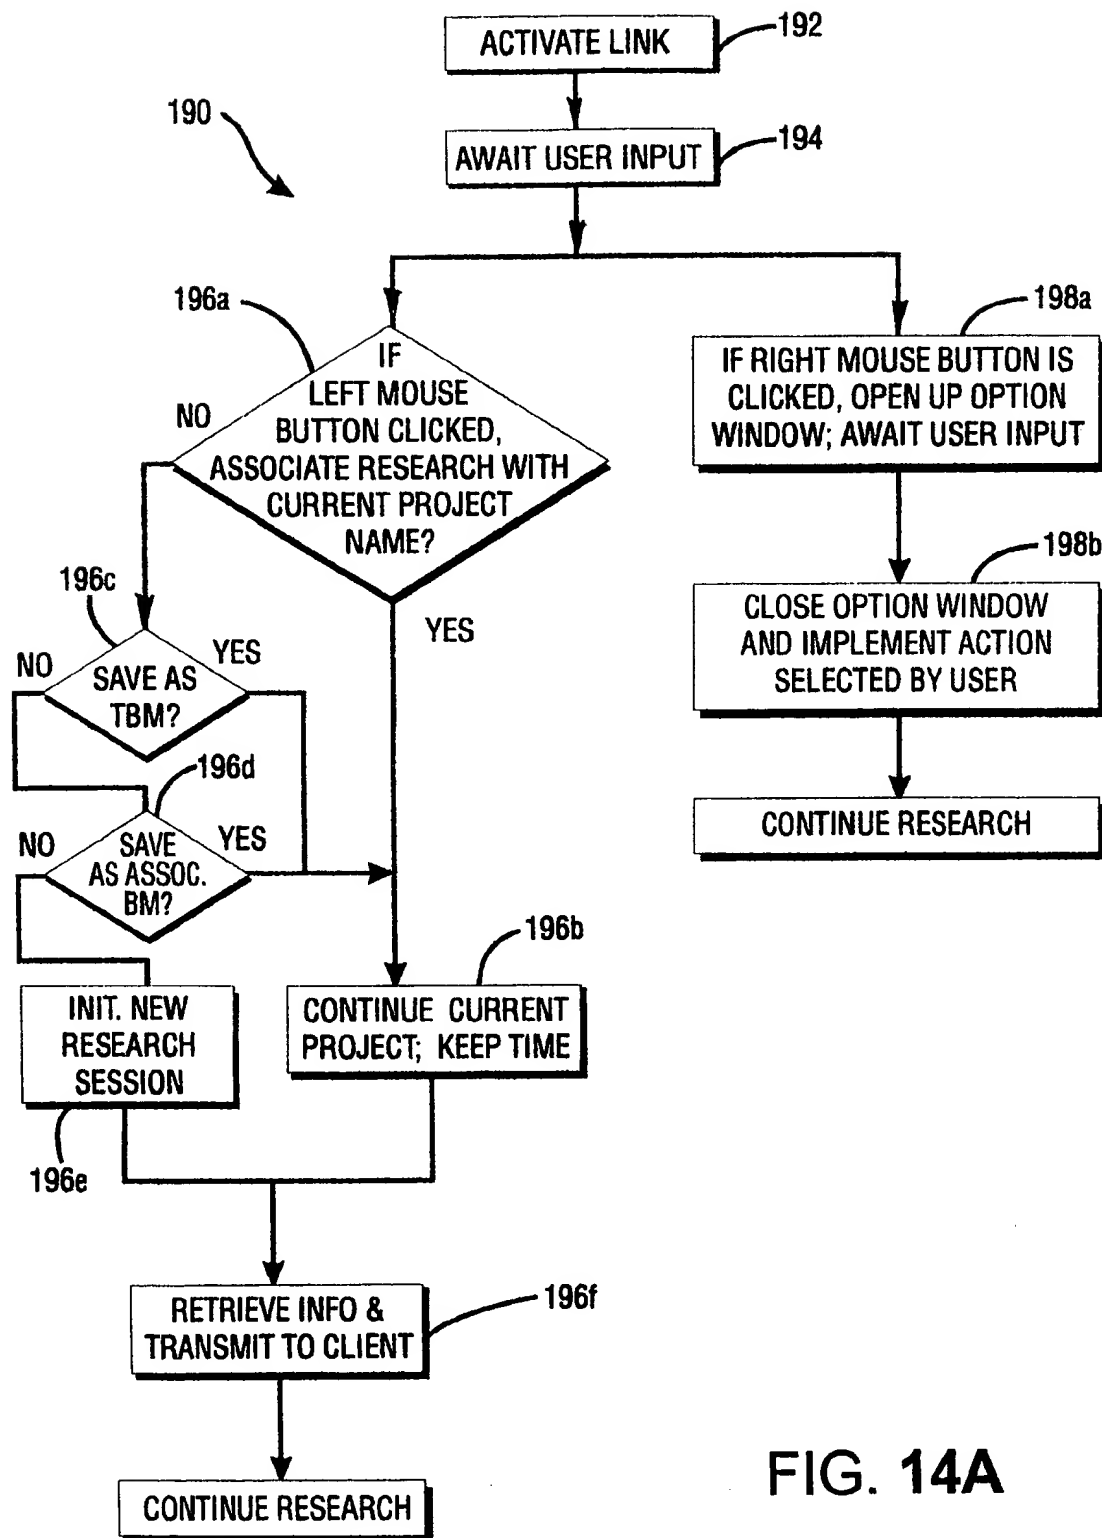 ACTIVATE LINK
192
190
AWAIT USER INPUT
194
196a
IF
LEFT MOUSE
BUTTON CLICKED,
ASSOCIATE RESEARCH WITH
CURRENT PROJECT
NAME?
NO
YES
198a
IF RIGHT MOUSE BUTTON IS
CLICKED, OPEN UP OPTION
WINDOW; AWAIT USER INPUT
198b
CLOSE OPTION WINDOW
AND IMPLEMENT ACTION
SELECTED BY USER
CONTINUE RESEARCH
196c
NO
YES
SAVE AS
TBM?
196d
NO
YES
SAVE
AS ASSOC.
BM?
196b
INIT. NEW
RESEARCH
SESSION
196e
CONTINUE CURRENT
PROJECT; KEEP TIME
RETRIEVE INFO &
TRANSMIT TO CLIENT
196f
CONTINUE RESEARCH
FIG. 14A